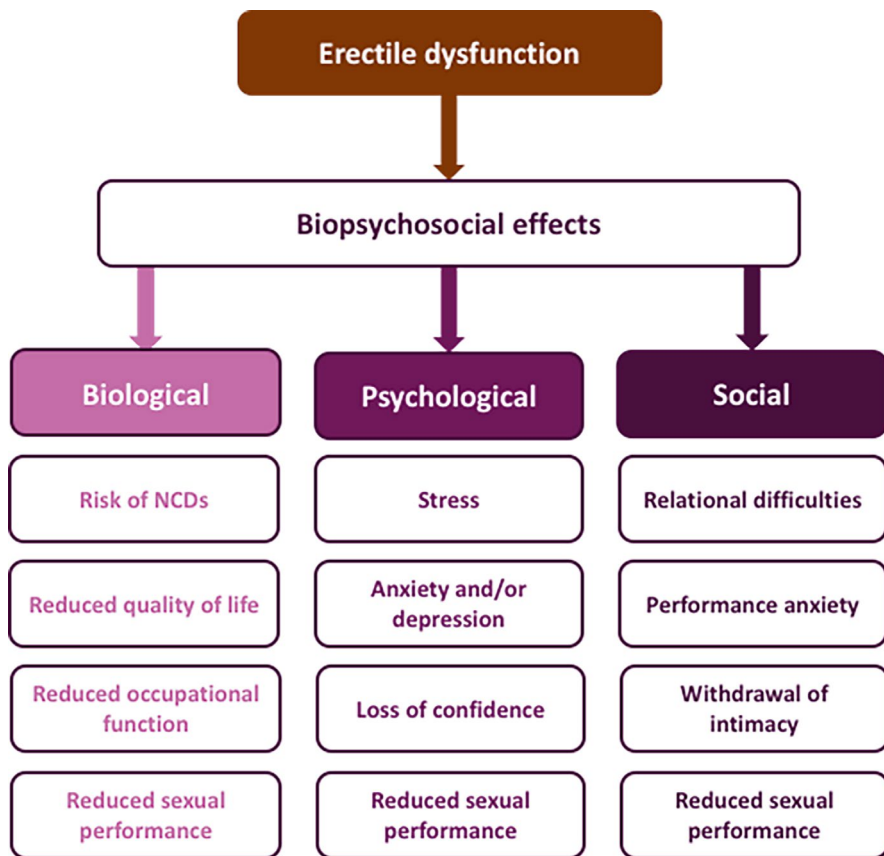 Erectile dysfunction
Biopsychosocial effects
Biological
Psychological
Social
Risk of NCDs
Stress
Relational difficulties
Reduced quality of life
Anxiety and/or
depression
Performance anxiety
Reduced occupational
function
Loss of confidence
Withdrawal of
intimacy
Reduced sexual
performance
Reduced sexual
performance
Reduced sexual
performance